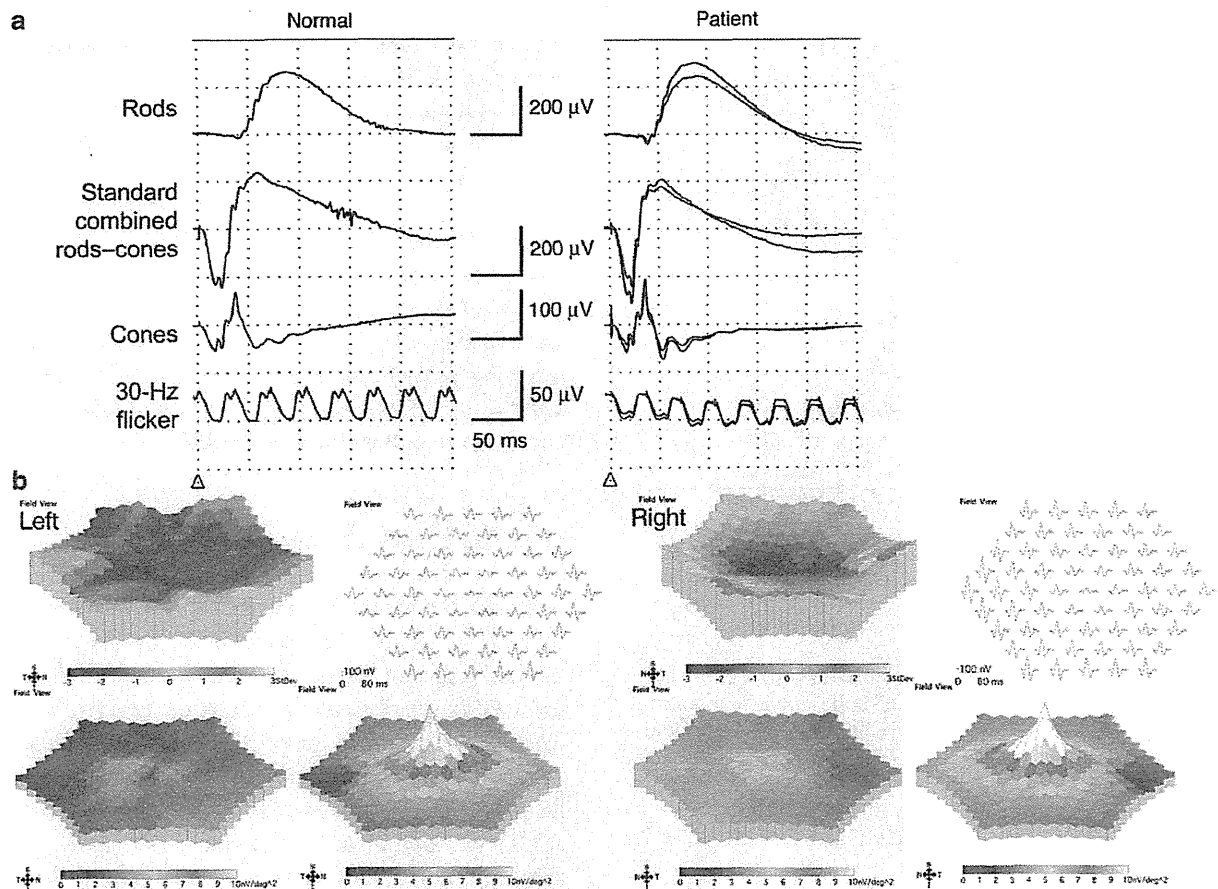 a
Normal
Patient
Rods
200 μV
Standard
combined
rods–cones
200 μV
100 μV
Cones
30-Hz
flicker
50 μV
50 ms
b
Field View
Left
Field View
Field View
Right
Field View
S
T N
-3 -2 -1 0 1 2 3StDev
-100 nV
0 80 ms
S
N T
-3 -2 -1 0 1 2 3StDev
-100 nV
0 80 ms
Field View
Field View
Field View
Field View
S
T N
0 1 2 3 4 5 6 7 8 9 10nV/deg^2
S
T N
0 1 2 3 4 5 6 7 8 9 10nV/deg^2
S
N T
0 1 2 3 4 5 6 7 8 9 10nV/deg^2
S
N T
0 1 2 3 4 5 6 7 8 9 10nV/deg^2